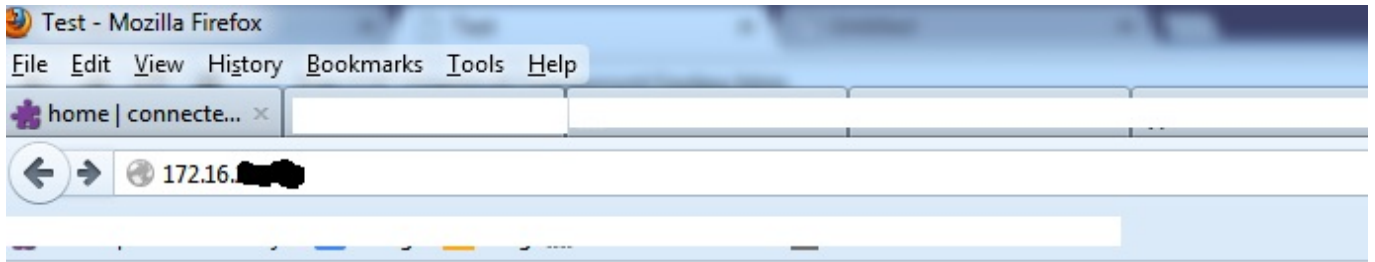 Test - Mozilla Firefox
File Edit View History Bookmarks Tools Help
home | connecte...
172.16.